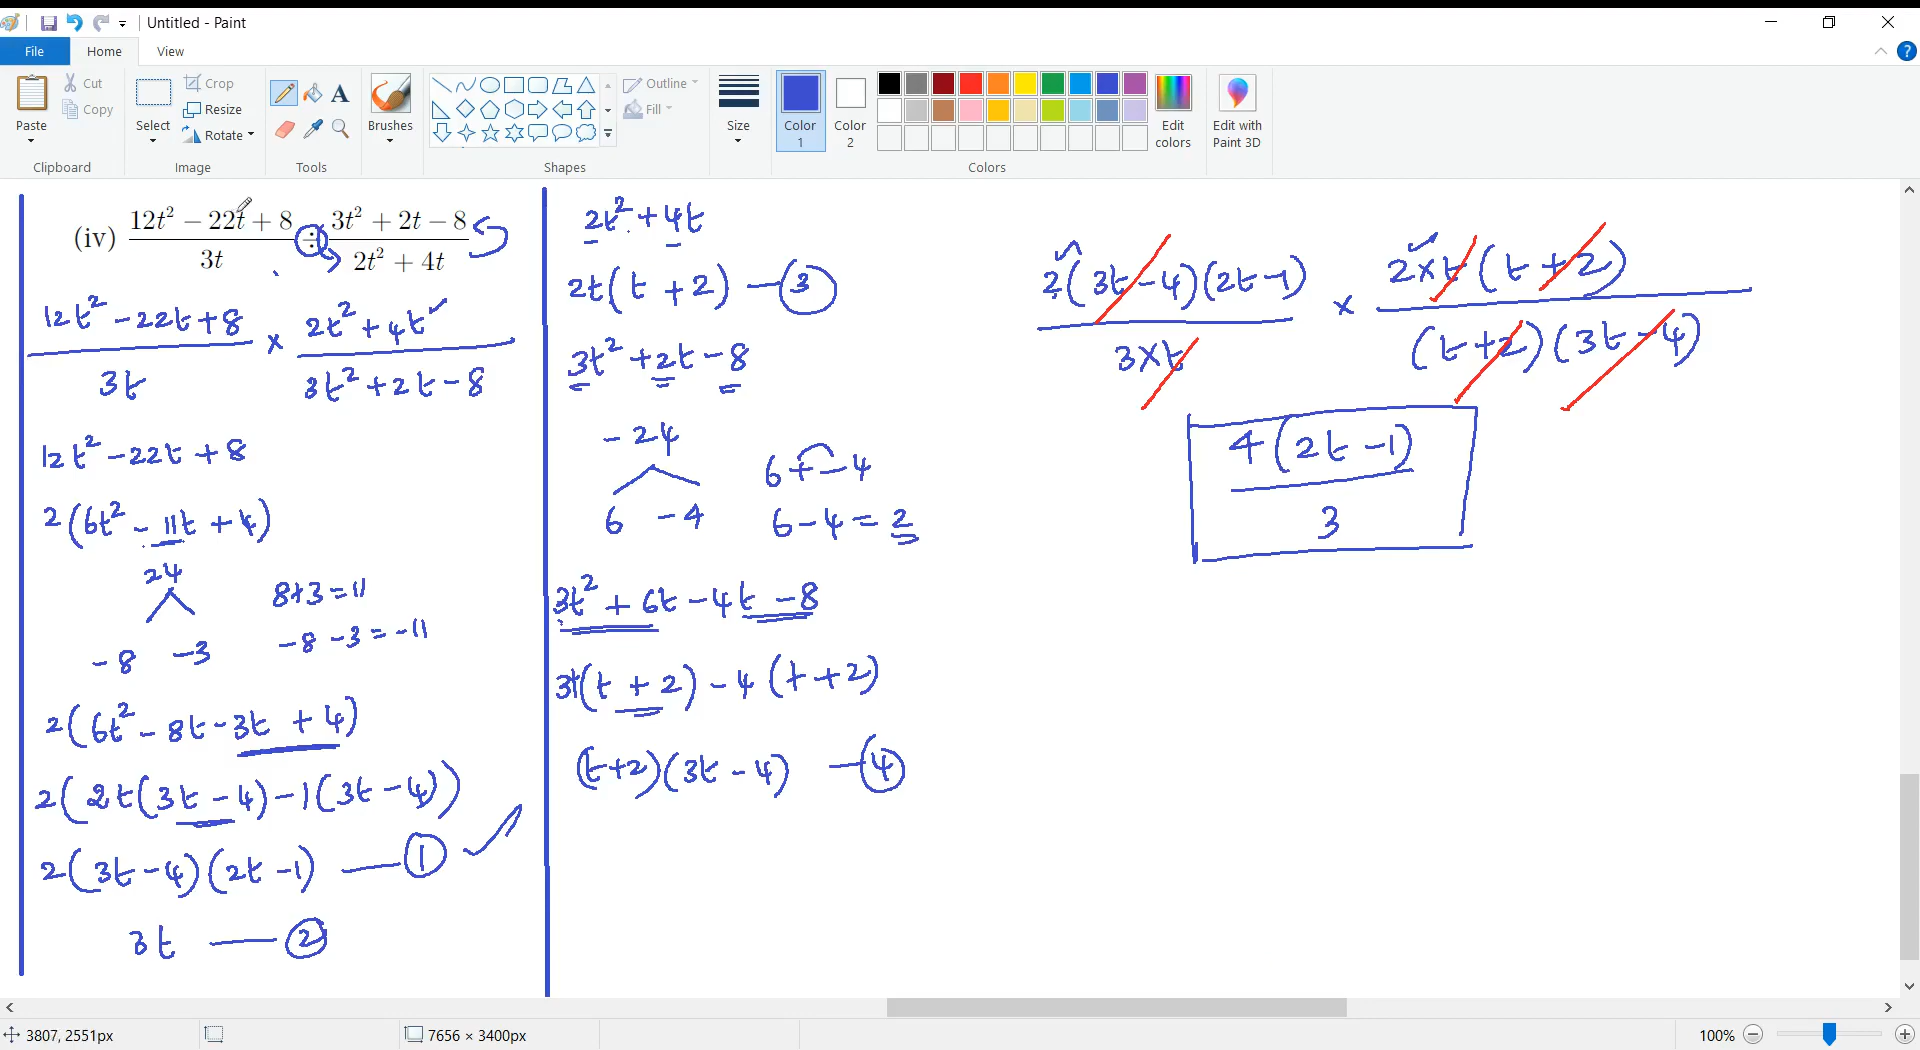 Untitled - Paint
File Home View
Cut
Copy
Paste
Clipboard
Select
Crop
Resize
Rotate
Image
Tools
Brushes
Shapes
Outline
Fill
Size
Color 1
Color 2
Colors
Edit colors
Edit with Paint 3D
(iv) 12t² − 22t + 8 / 3t ÷ 3t² + 2t − 8 / 2t² + 4t
12t² - 22t + 8 / 3t × 2t² + 4t / 3t² + 2t - 8
12t² - 22t + 8
2(6t² - 11t + 4)
24
8+3 = 11
-8 -3
-8 -3 = -11
2(6t² - 8t - 3t + 4)
2(2t(3t - 4) - 1(3t - 4))
2(3t - 4)(2t - 1) — 1
3t — 2
2t² + 4t
2t(t + 2) — 3
3t² + 2t - 8
-24
6 + -4
6 -4
6 - 4 = 2
3t² + 6t - 4t - 8
3t(t + 2) - 4(t + 2)
(t+2)(3t - 4) — 4
2(3t - 4)(2t - 1) / 3×t × 2×t(t + 2) / (t+2)(3t - 4)
4(2t - 1) / 3
3807, 2551px
7656 × 3400px
100%